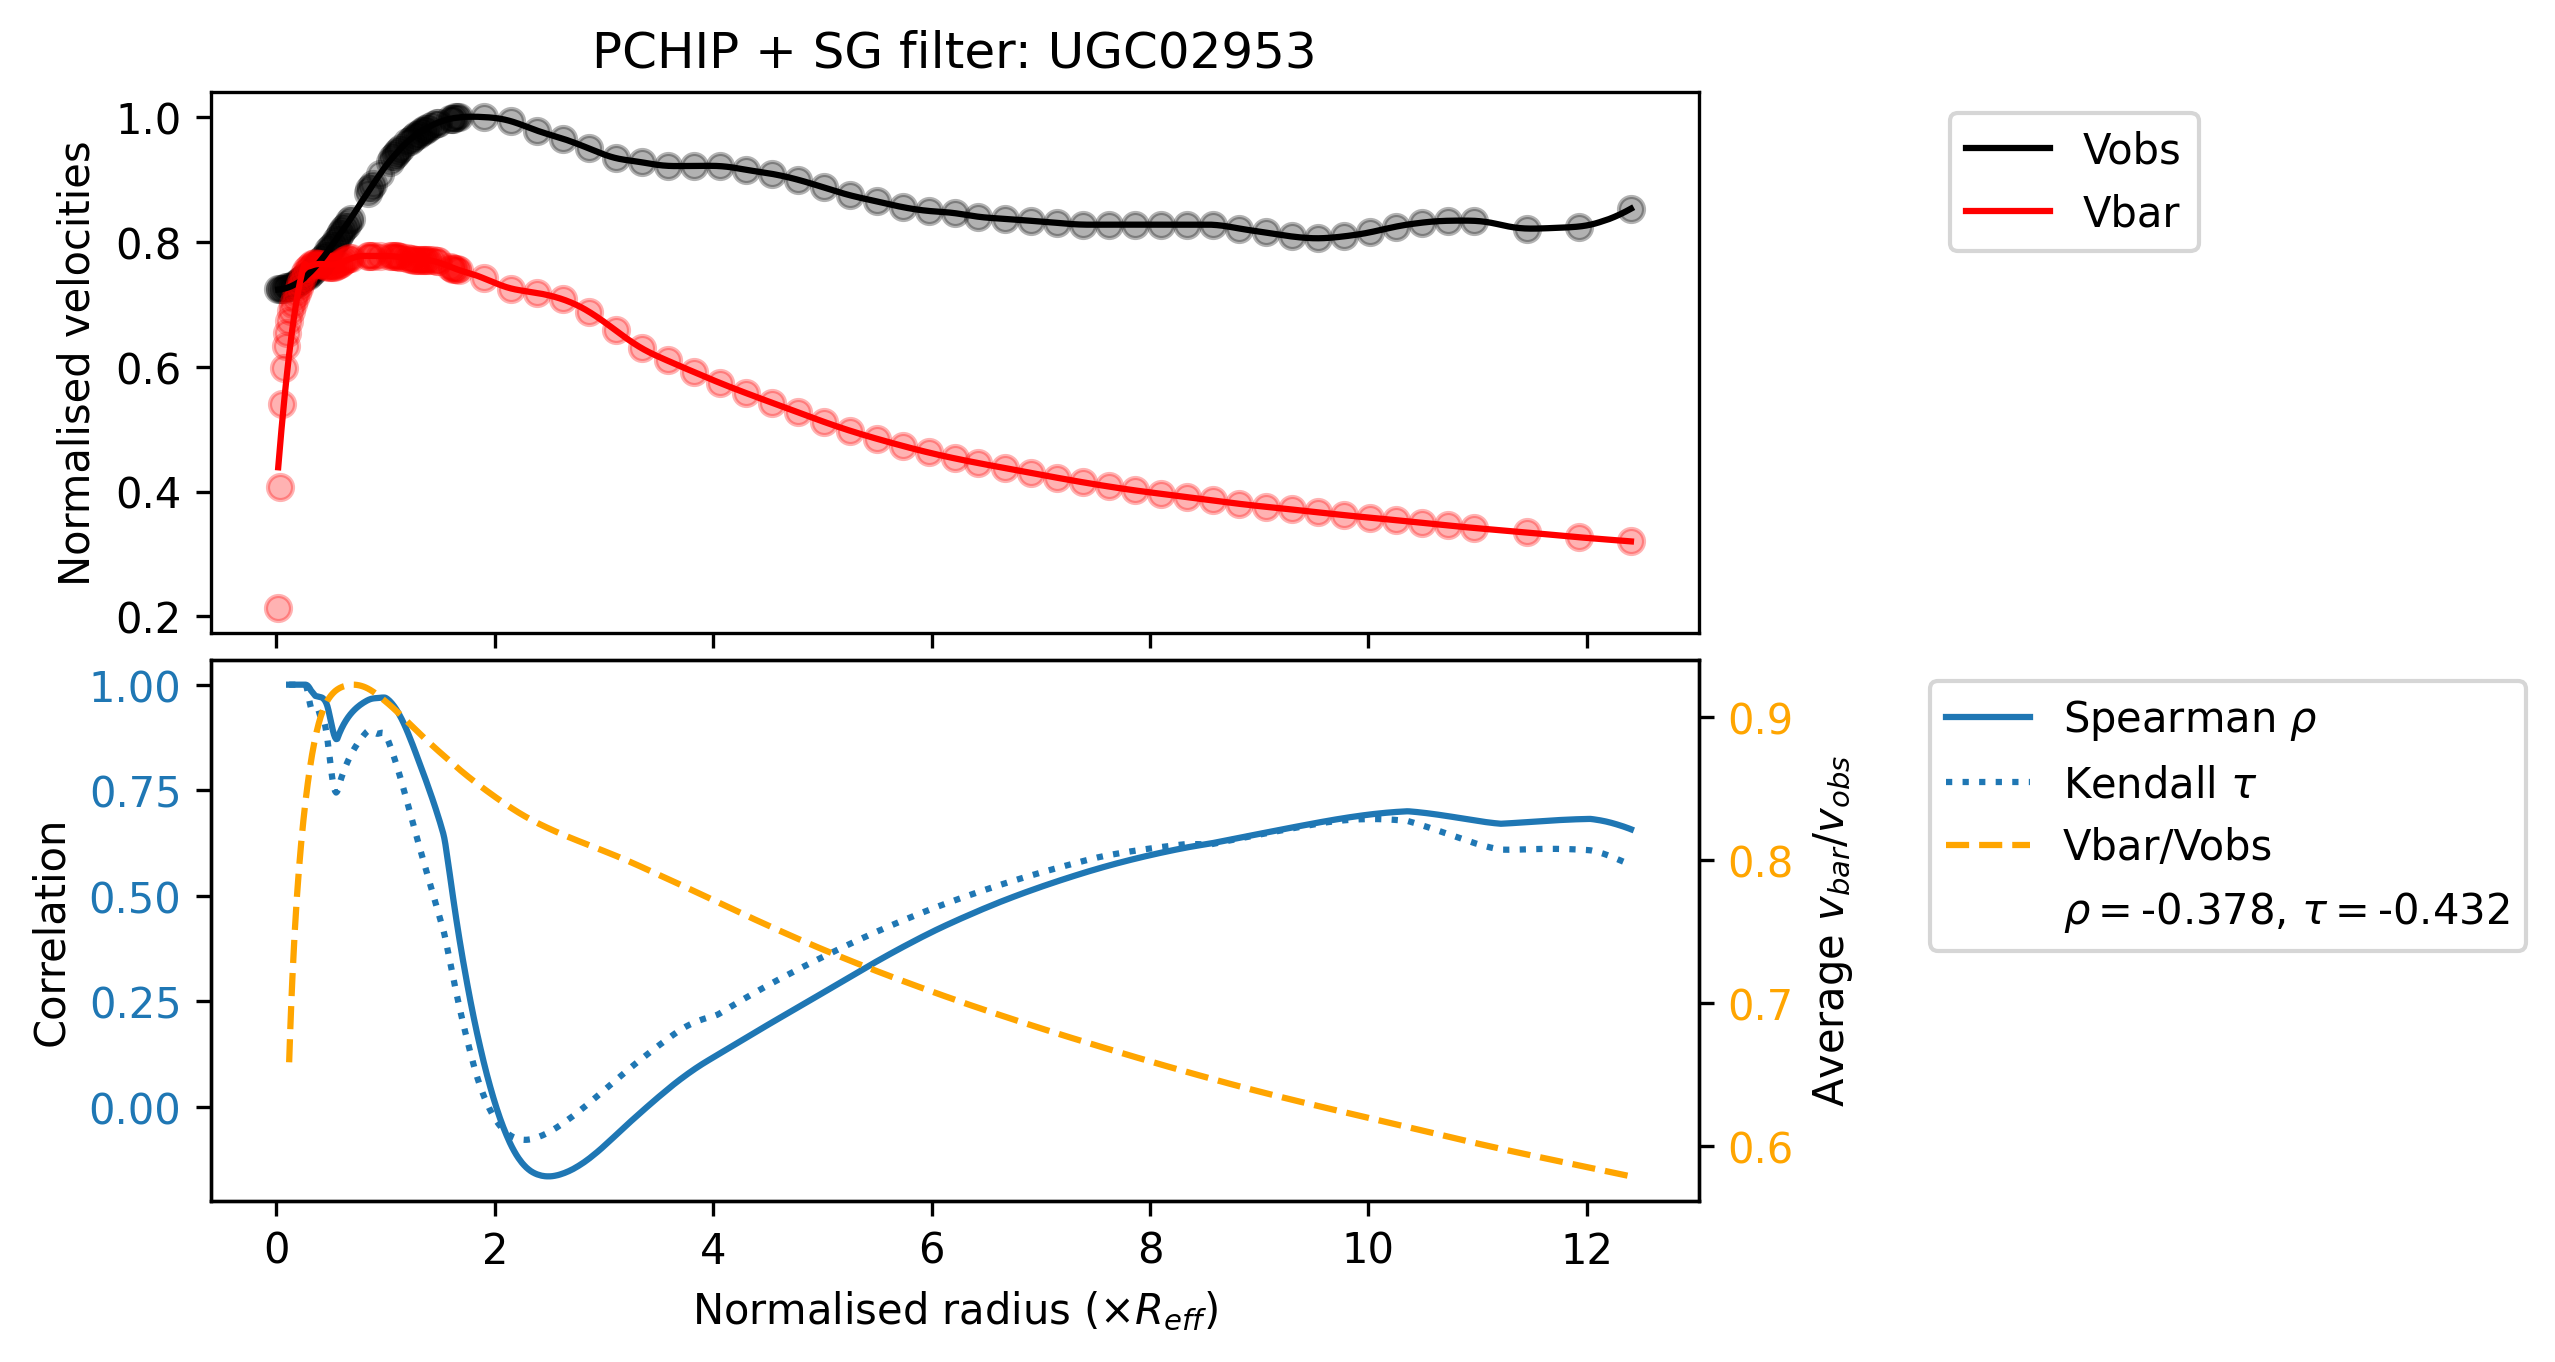 PCHIP + SG filter: UGC02953
Normalised velocities
1.0
0.8
0.6
0.4
0.2
Vobs
Vbar
Correlation
1.00
0.75
0.50
0.25
0.00
0.9
0.8
0.7
0.6
Average v_bar/v_obs
Spearman ρ
Kendall τ
Vbar/Vobs
ρ = -0.378, τ = -0.432
0 2 4 6 8 10 12
Normalised radius (×R_eff)